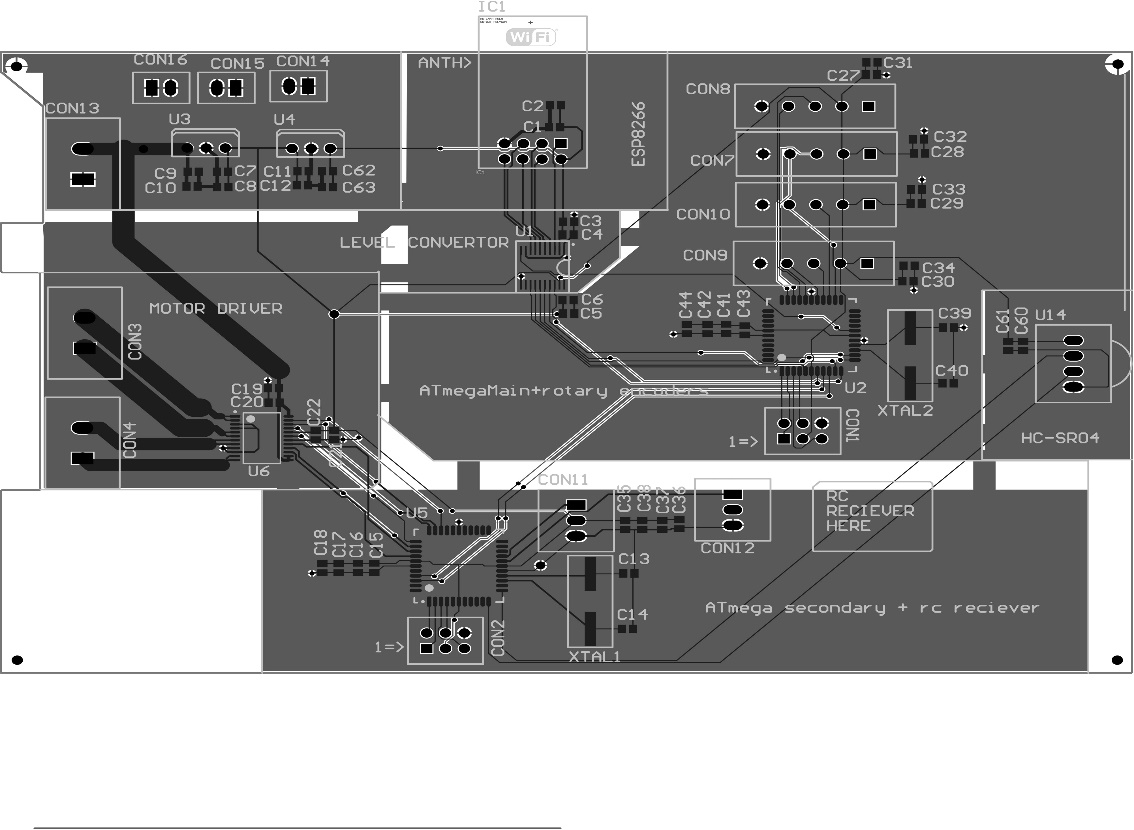 IC1
WiFi
CON16
CON15
CON14
ANTH>
C31
C27
CON8
CON13
U3
U4
C2
C1
ESP8266
C32
C28
CON7
C9
C10
C7
C8
C11
C12
C62
C63
C33
C29
CON10
C3
C4
U1
LEVEL CONVERTOR
CON9
C34
C30
MOTOR DRIVER
C6
C5
C44
C42
C41
C43
C39
C61
C60
U14
CON3
C19
C20
ATmegaMain+rotary encoders
U2
C40
XTAL2
C22
CON4
U6
CON1
1=>
HC-SR04
CON11
U5
C35
C38
C37
C36
RC
RECIEVER
HERE
CON12
C18
C17
C16
C15
C13
C14
ATmega secondary + rc reciever
1=>
CON2
XTAL1